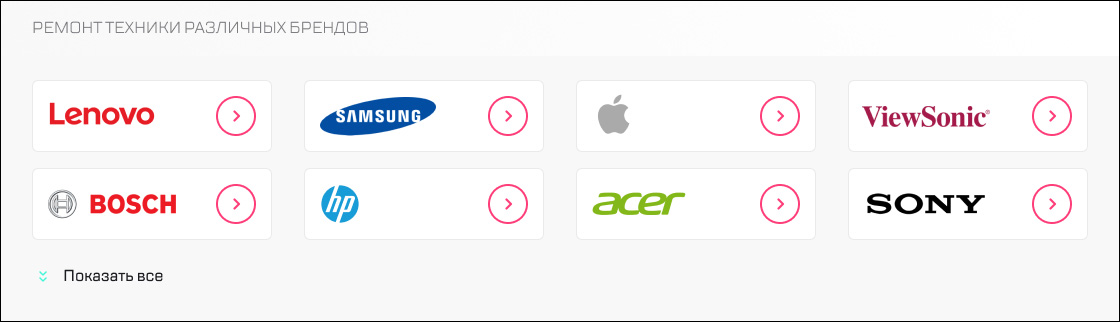 РЕМОНТ ТЕХНИКИ РАЗЛИЧНЫХ БРЕНДОВ
Lenovo SAMSUNG ViewSonic®
BOSCH hp acer SONY
Показать все